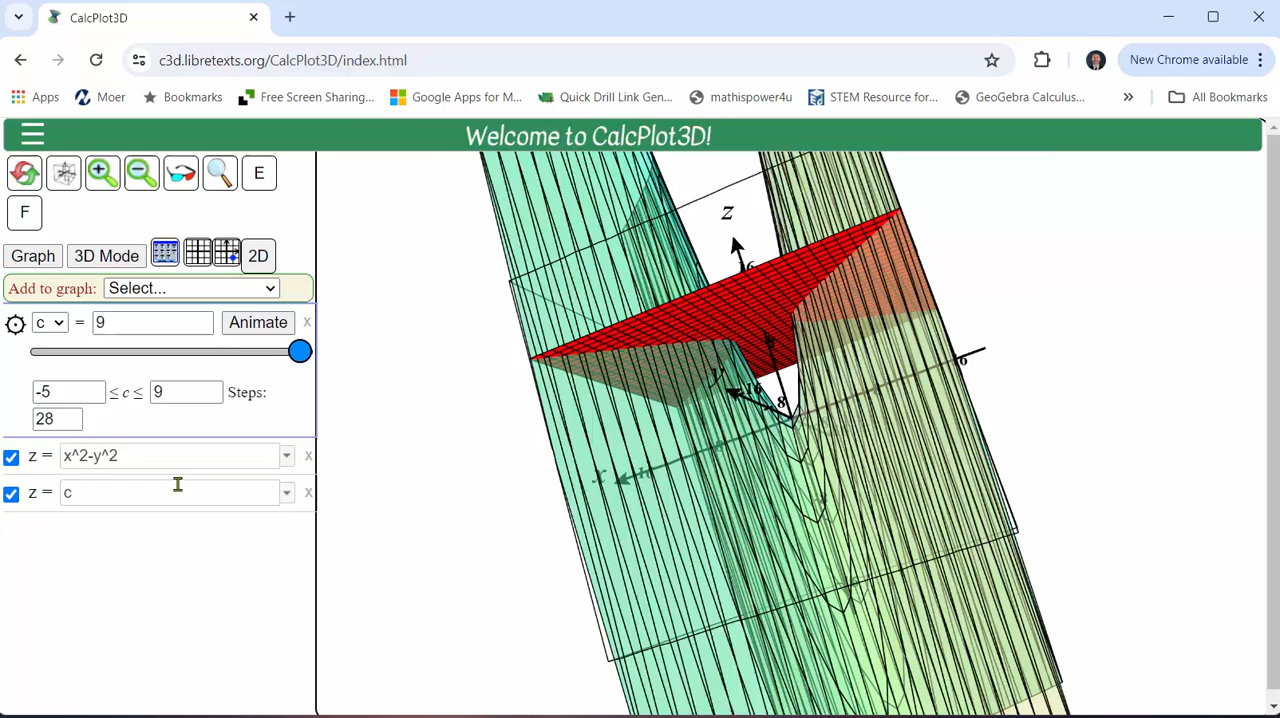 CalcPlot3D
c3d.libretexts.org/CalcPlot3D/index.html
New Chrome available
Apps
Moer
Bookmarks
Free Screen Sharing...
Google Apps for M...
Quick Drill Link Gen...
mathispower4u
STEM Resource for...
GeoGebra Calculus...
»
All Bookmarks
Welcome to CalcPlot3D!
E
F
Graph
3D Mode
2D
Add to graph: Select...
c = 9 Animate x
-5 ≤ c ≤ 9 Steps:
28
z = x^2-y^2 x
z = c x
z
16
8
y
16
8
6
x